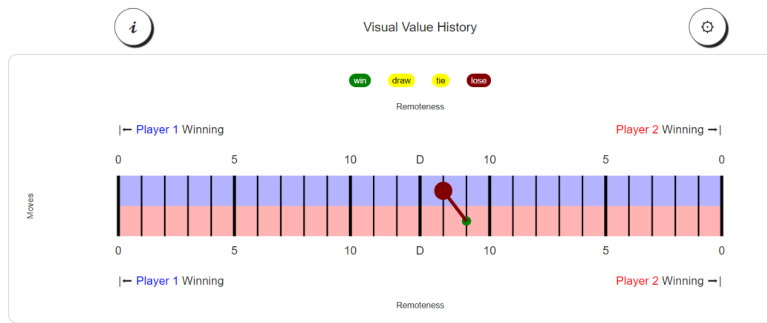 i
Visual Value History
win draw tie lose
Remoteness
|← Player 1 Winning Player 2 Winning →|
0 5 10 D 10 5 0
Moves
0 5 10 D 10 5 0
|← Player 1 Winning Player 2 Winning →|
Remoteness